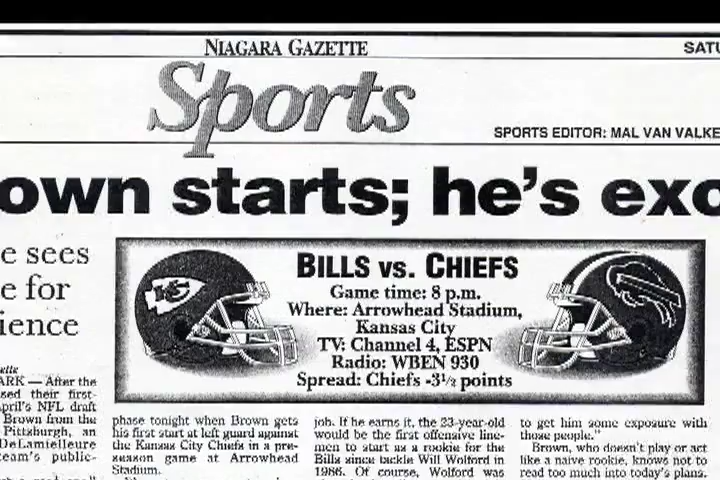 NIAGARA GAZETTE
SATU
Sports
SPORTS EDITOR: MAL VAN VALKE
own starts; he's exc
e sees
e for
ience
BILLS VS. CHIEFS
Game time: 8 p.m.
Where: Arrowhead Stadium,
Kansas City
TV: Channel 4, ESPN
Radio: WBEN 930
Spread: Chiefs -3½ points
KC
ARK — After the
sed their first-
April's NFL draft
Brown from the
Pittsburgh, an
DeLamielleure
team's public-
phase tonight when Brown gets
his first start at left guard against
the Kansas City Chiefs in a pre-
season game at Arrowhead
Stadium.
job. If he earns it, the 23-year-old
would be the first offensive line-
men to start as a rookie for the
Bills since tackle Will Wolford in
1986. Of course, Wolford was
to get him some exposure with
those people."
Brown, who doesn't play or act
like a naive rookie, knows not to
read too much into today's plans.